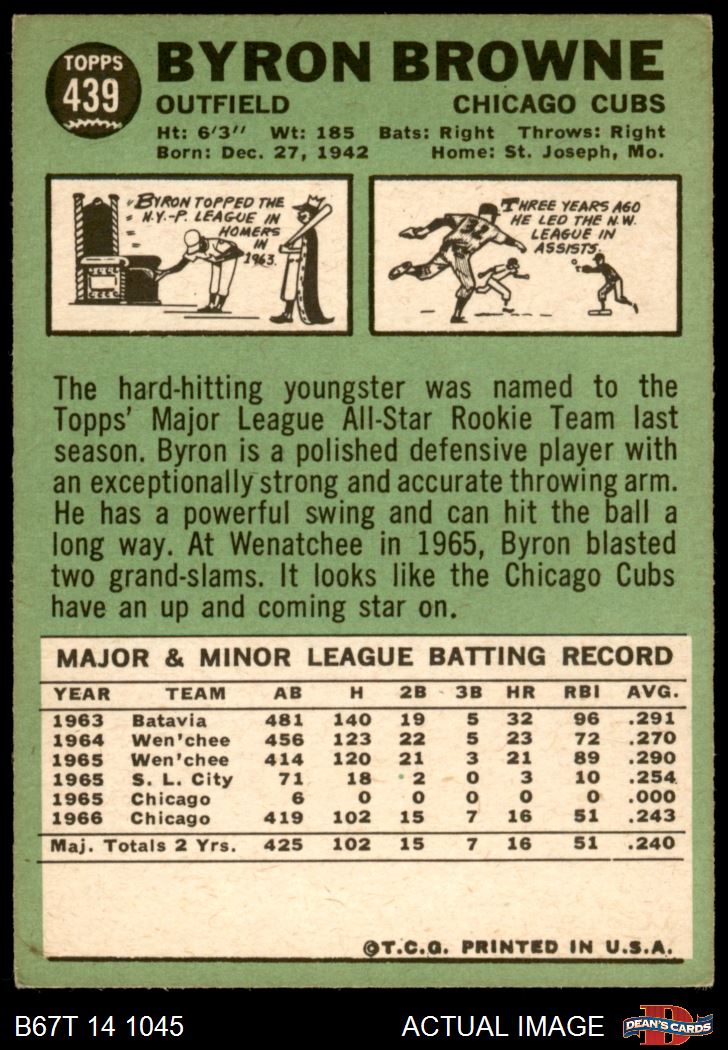 TOPPS
439
BYRON BROWNE
OUTFIELD CHICAGO CUBS
Ht: 6'3" Wt: 185 Bats: Right Throws: Right
Born: Dec. 27, 1942 Home: St. Joseph, Mo.
BYRON TOPPED THE
N.Y.-P. LEAGUE IN
HOMERS
IN
1963.
THREE YEARS AGO
HE LED THE N.W.
LEAGUE IN
ASSISTS.
31
The hard-hitting youngster was named to the
Topps' Major League All-Star Rookie Team last
season. Byron is a polished defensive player with
an exceptionally strong and accurate throwing arm.
He has a powerful swing and can hit the ball a
long way. At Wenatchee in 1965, Byron blasted
two grand-slams. It looks like the Chicago Cubs
have an up and coming star on.
MAJOR & MINOR LEAGUE BATTING RECORD
YEAR TEAM AB H 2B 3B HR RBI AVG.
1963 Batavia 481 140 19 5 32 96 .291
1964 Wen'chee 456 123 22 5 23 72 .270
1965 Wen'chee 414 120 21 3 21 89 .290
1965 S. L. City 71 18 2 0 3 10 .254
1965 Chicago 6 0 0 0 0 0 .000
1966 Chicago 419 102 15 7 16 51 .243
Maj. Totals 2 Yrs. 425 102 15 7 16 51 .240
©T.C.G. PRINTED IN U.S.A.
B67T 14 1045 ACTUAL IMAGE
D
DEAN'S CARDS